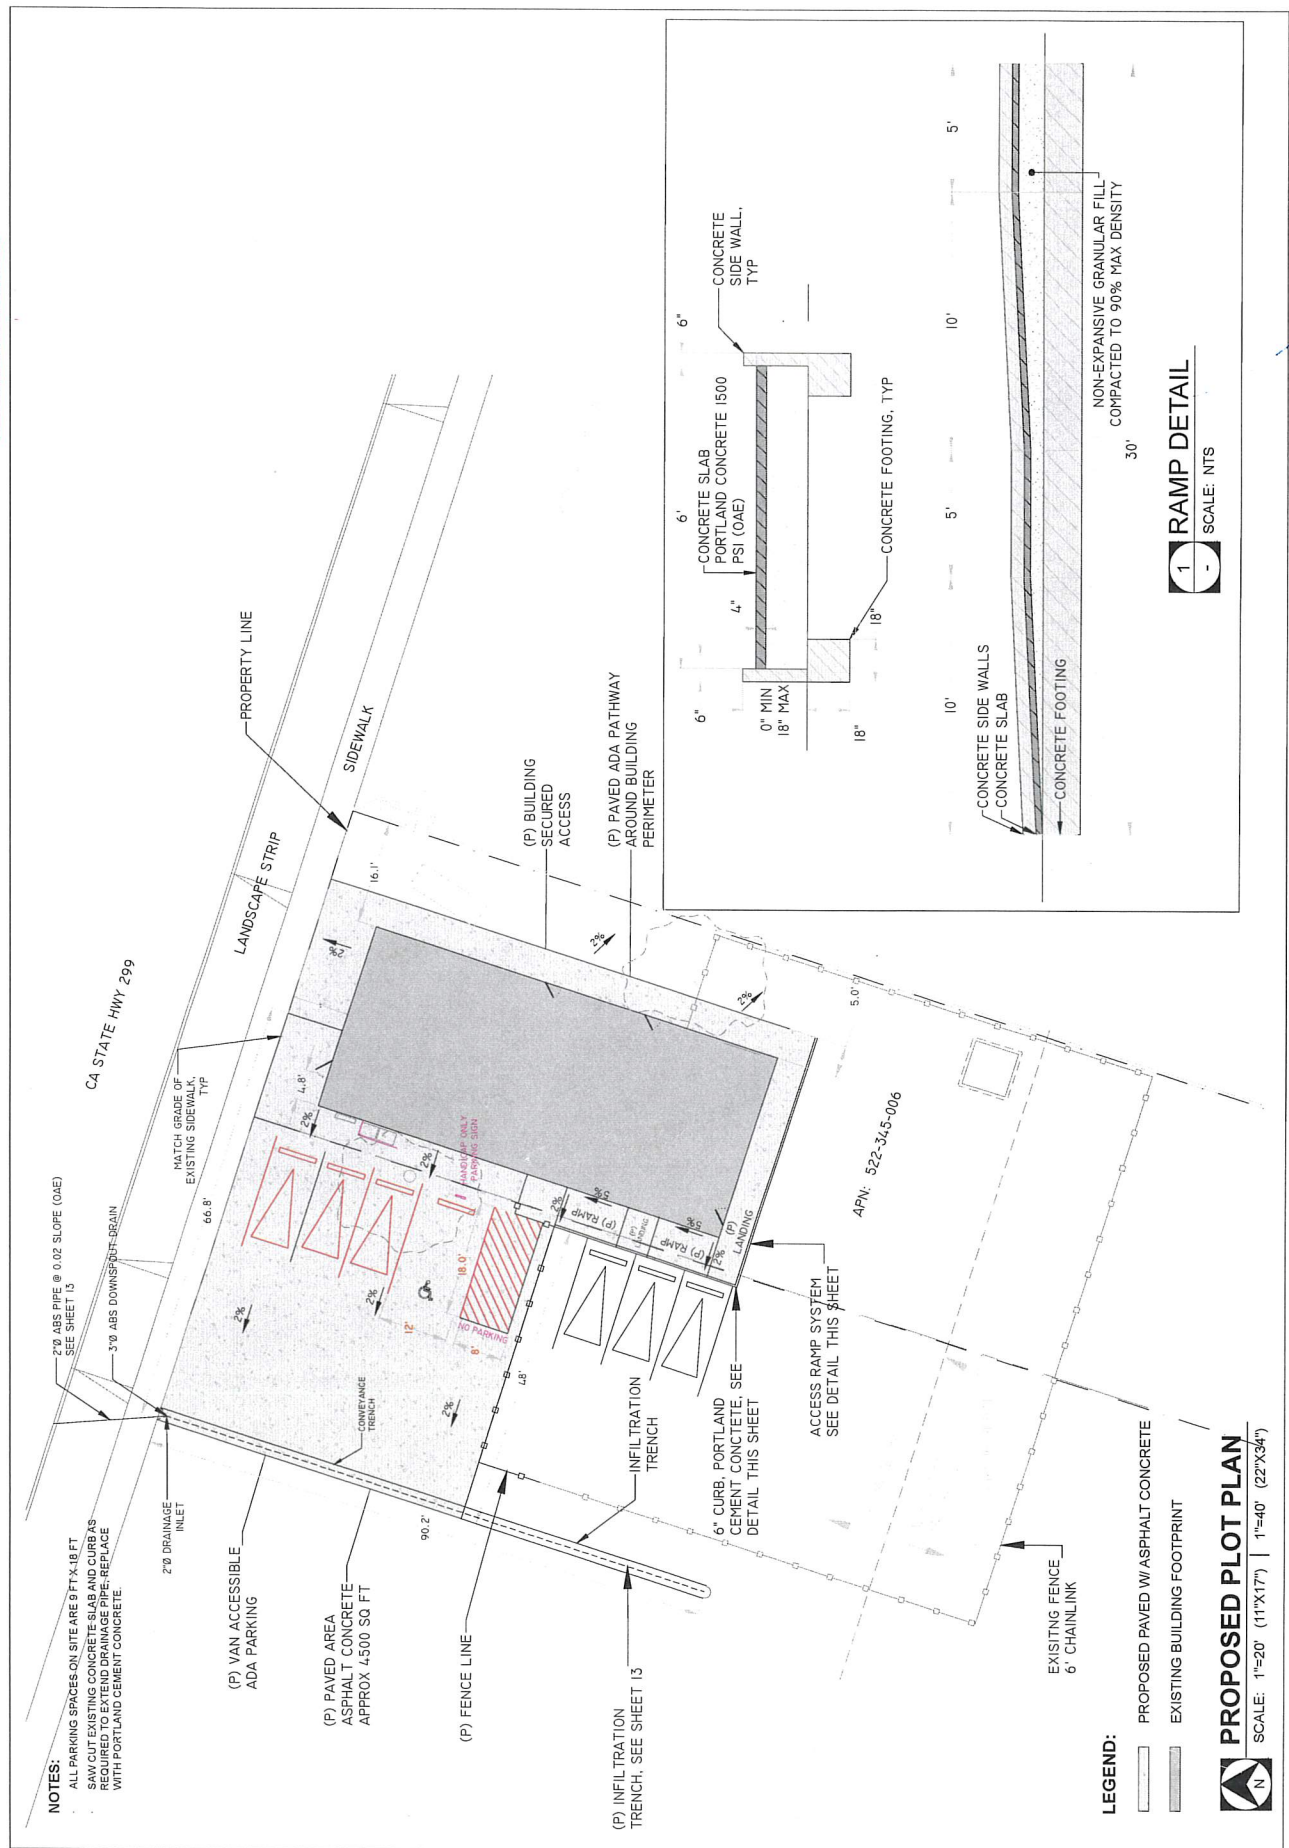 NOTES:
ALL PARKING SPACES ON SITE ARE 9 FT X 18 FT
SAW CUT EXISTING CONCRETE SLAB AND CURB AS
REQUIRED TO EXTEND DRAINAGE PIPE, REPLACE
WITH PORTLAND CEMENT CONCRETE.
2"Ø ABS PIPE @ 0.02 SLOPE (OAE)
SEE SHEET 13
3"Ø ABS DOWNSPOUT DRAIN
2"Ø DRAINAGE
INLET
CA STATE HWY 299
MATCH GRADE OF
EXISTING SIDEWALK,
TYP
LANDSCAPE STRIP
SIDEWALK
PROPERTY LINE
66.8'
4.8'
16.1'
2%
2%
2%
2%
2%
2%
2%
2%
2%
2%
5%
5%
HANDICAP ONLY
PARKING SIGN
12'
18.0'
8'
NO PARKING
48'
CONVEYANCE
TRENCH
90.2'
(P) RAMP
(P)
LANDING
(P) RAMP
(P)
LANDING
(P) BUILDING
SECURED
ACCESS
(P) PAVED ADA PATHWAY
AROUND BUILDING
PERIMETER
5.0'
APN: 522-345-006
(P) VAN ACCESSIBLE
ADA PARKING
(P) PAVED AREA
ASPHALT CONCRETE
APPROX 4500 SQ FT
(P) FENCE LINE
INFILTRATION
TRENCH
(P) INFILTRATION
TRENCH, SEE SHEET 13
6" CURB, PORTLAND
CEMENT CONCTETE, SEE
DETAIL THIS SHEET
ACCESS RAMP SYSTEM
SEE DETAIL THIS SHEET
EXISITNG FENCE
6' CHAINLINK
LEGEND:
PROPOSED PAVED W/ ASPHALT CONCRETE
EXISTING BUILDING FOOTPRINT
N
PROPOSED PLOT PLAN
SCALE: 1"=20' (11"X17") | 1"=40' (22"X34")
6"
6'
6"
CONCRETE SLAB
PORTLAND CONCRETE 1500
PSI (OAE)
CONCRETE
SIDE WALL,
TYP
4"
0" MIN
18" MAX
18"
18"
CONCRETE FOOTING, TYP
10'
5'
10'
5'
CONCRETE SIDE WALLS
CONCRETE SLAB
CONCRETE FOOTING
NON-EXPANSIVE GRANULAR FILL
COMPACTED TO 90% MAX DENSITY
30'
1
-
RAMP DETAIL
SCALE: NTS